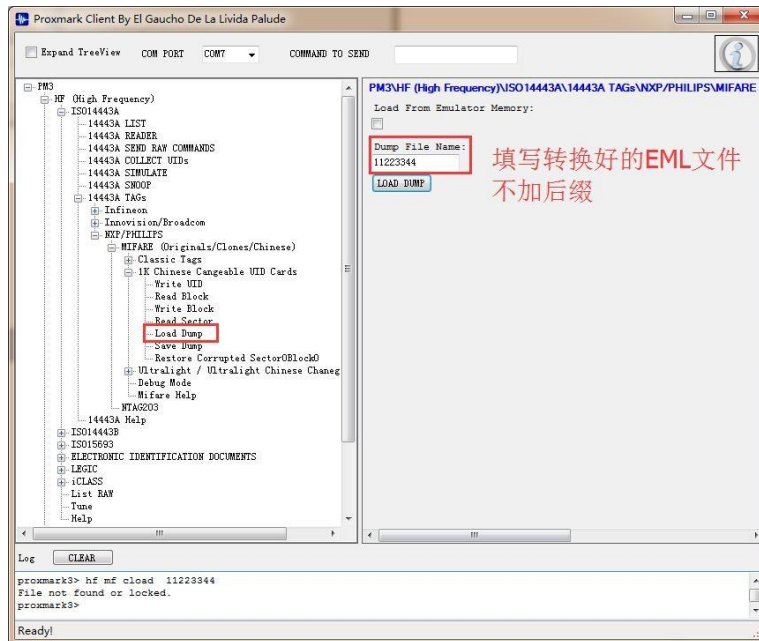 Proxmark Client By El Gaucho De La Livida Palude
Expand TreeView COM PORT COM7 COMMAND TO SEND
PM3
HF (High Frequency)
ISO14443A
14443A LIST
14443A READER
14443A SEND RAW COMMANDS
14443A COLLECT UIDs
14443A SIMULATE
14443A SNOOP
14443A TAGs
Infineon
Innovision/Broadcom
NXP/PHILIPS
MIFARE (Originals/Clones/Chinese)
Classic Tags
1K Chinese Cangeable UID Cards
Write UID
Read Block
Write Block
Read Sector
Load Dump
Save Dump
Restore Corrupted Sector0Block0
Ultralight / Ultralight Chinese Chaneg
Debug Mode
Mifare Help
NTAG203
14443A Help
ISO14443B
ISO15693
ELECTRONIC IDENTIFICATION DOCUMENTS
LEGIC
iCLASS
List RAW
Tune
Help
PM3\HF (High Frequency)\ISO14443A\14443A TAGs\NXP/PHILIPS\MIFARE
Load From Emulator Memory:
Dump File Name:
11223344
LOAD DUMP
填写转换好的EML文件
不加后缀
Log CLEAR
proxmark3> hf mf cload 11223344
File not found or locked.
proxmark3>
Ready!